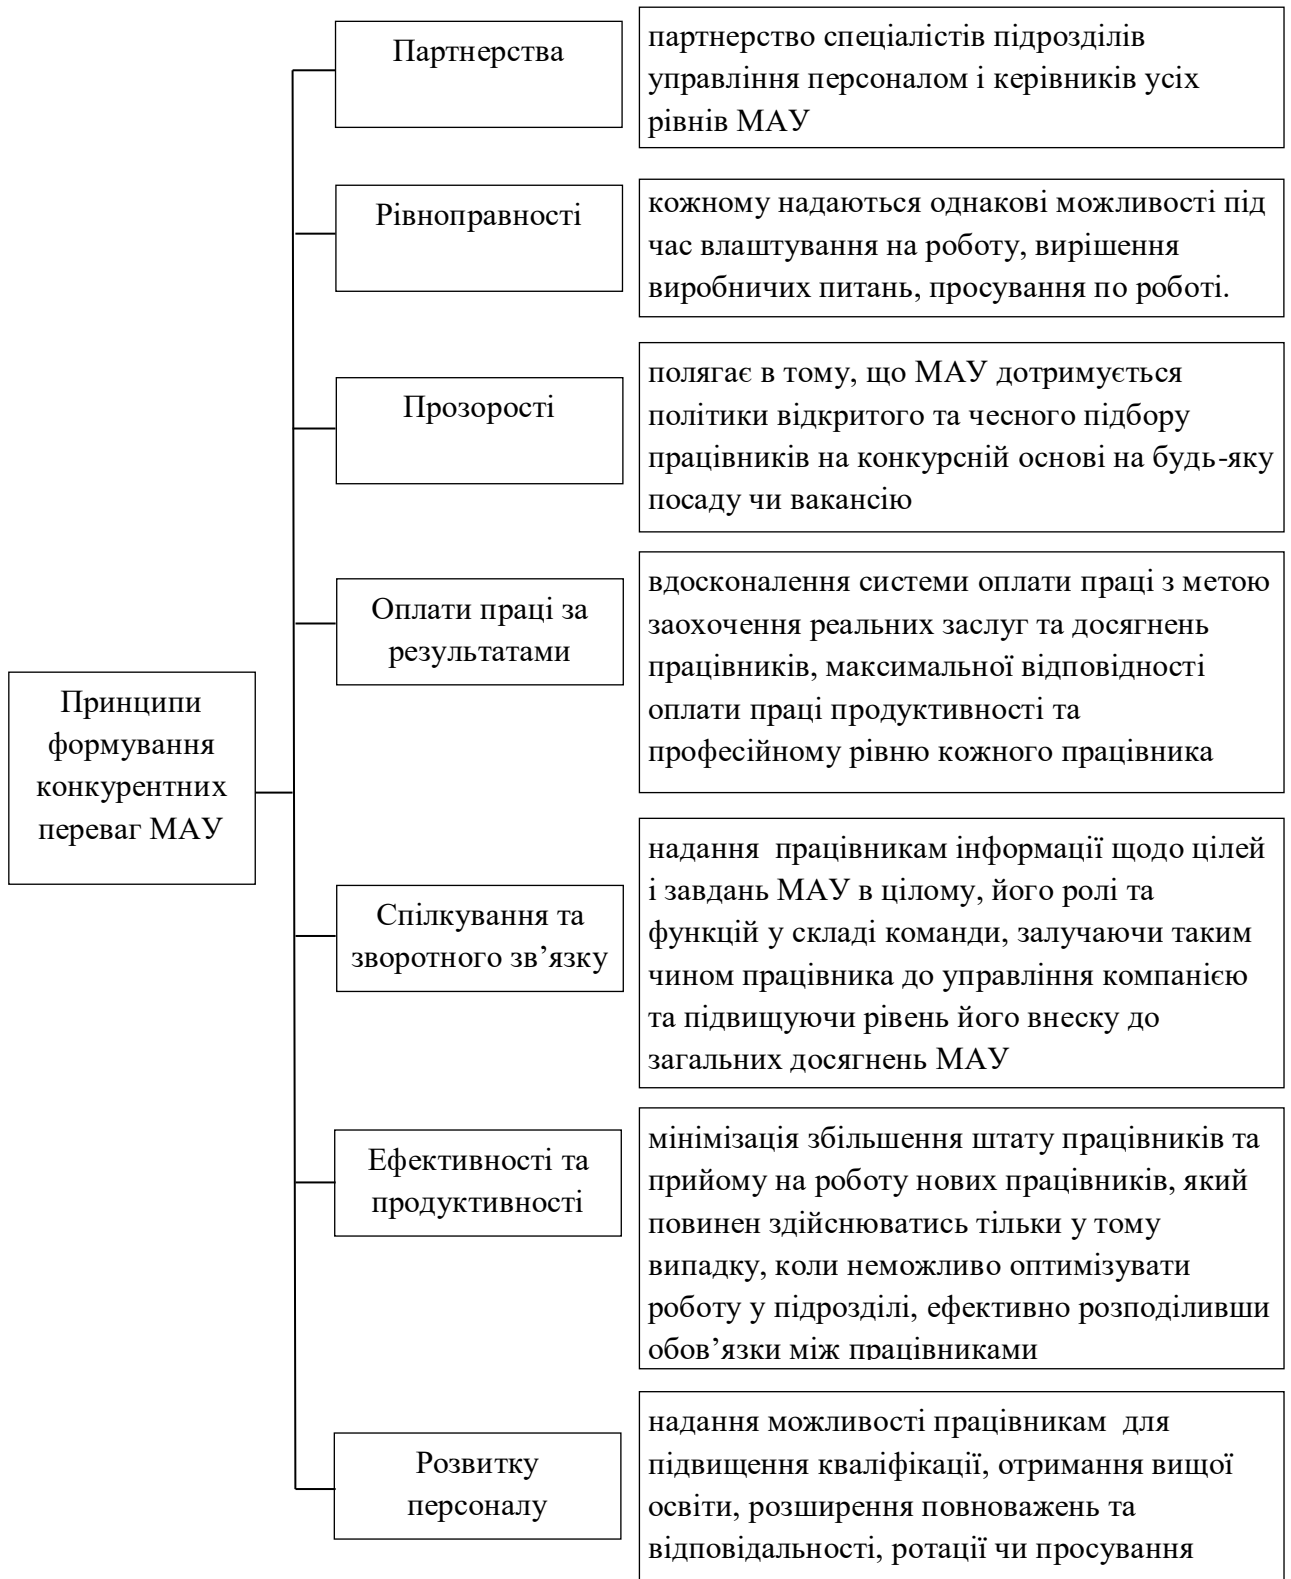 Партнерства
партнерство спеціалістів підрозділів
управління персоналом і керівників усіх
рівнів МАУ
Рівноправності
кожному надаються однакові можливості під
час влаштування на роботу, вирішення
виробничих питань, просування по роботі.
Прозорості
полягає в тому, що МАУ дотримується
політики відкритого та чесного підбору
працівників на конкурсній основі на будь-яку
посаду чи вакансію
Оплати праці за
результатами
вдосконалення системи оплати праці з метою
заохочення реальних заслуг та досягнень
працівників, максимальної відповідності
оплати праці продуктивності та
професійному рівню кожного працівника
Принципи
формування
конкурентних
переваг МАУ
Спілкування та
зворотного зв’язку
надання  працівникам інформації щодо цілей
і завдань МАУ в цілому, його ролі та
функцій у складі команди, залучаючи таким
чином працівника до управління компанією
та підвищуючи рівень його внеску до
загальних досягнень МАУ
Ефективності та
продуктивності
мінімізація збільшення штату працівників та
прийому на роботу нових працівників, який
повинен здійснюватись тільки у тому
випадку, коли неможливо оптимізувати
роботу у підрозділі, ефективно розподіливши
обов’язки між працівниками
Розвитку
персоналу
надання можливості працівникам  для
підвищення кваліфікації, отримання вищої
освіти, розширення повноважень та
відповідальності, ротації чи просування